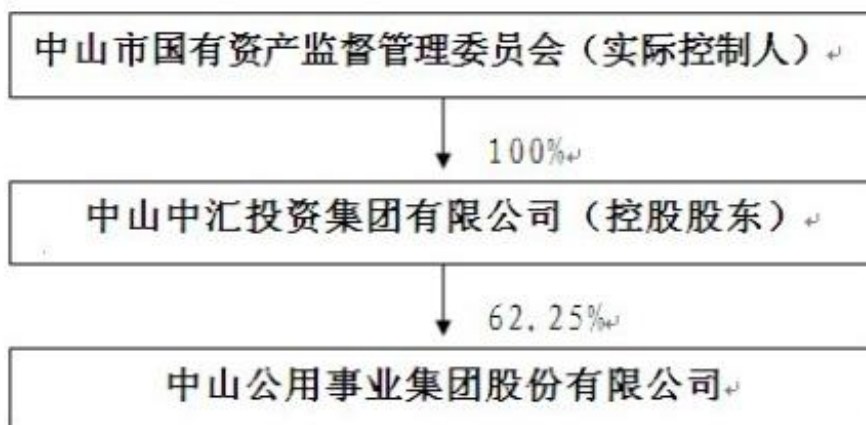 中山市国有资产监督管理委员会（实际控制人）
100%
中山中汇投资集团有限公司（控股股东）
62.25%
中山公用事业集团股份有限公司